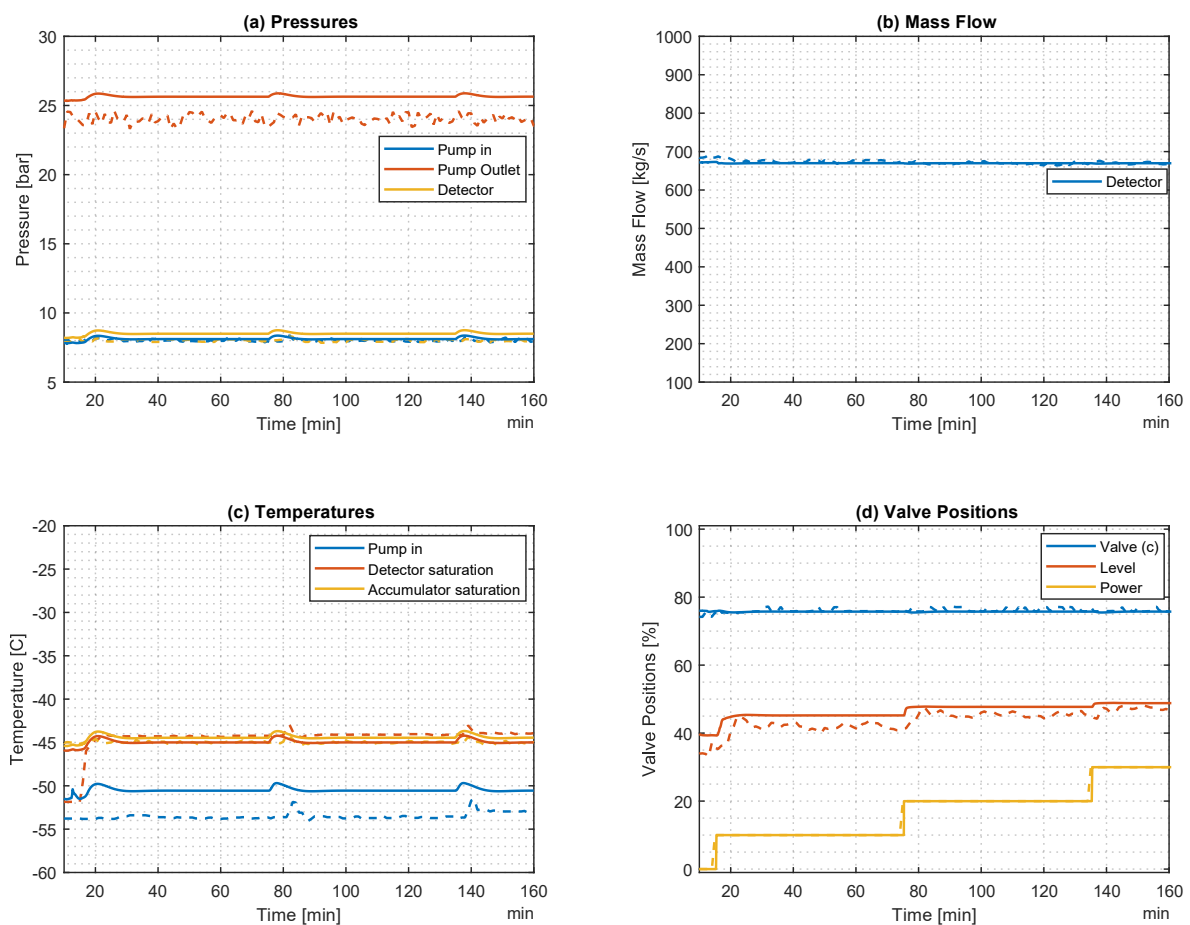 (a) Pressures
30
25
20
15
10
5
Pressure [bar]
Pump in
Pump Outlet
Detector
20 40 60 80 100 120 140 160
Time [min]
min
(b) Mass Flow
1000
900
800
700
600
500
400
300
200
100
Mass Flow [kg/s]
Detector
20 40 60 80 100 120 140 160
Time [min]
min
(c) Temperatures
-20
-25
-30
-35
-40
-45
-50
-55
-60
Temperature [C]
Pump in
Detector saturation
Accumulator saturation
20 40 60 80 100 120 140 160
Time [min]
min
(d) Valve Positions
100
80
60
40
20
0
Valve Positions [%]
Valve (c)
Level
Power
20 40 60 80 100 120 140 160
Time [min]
min